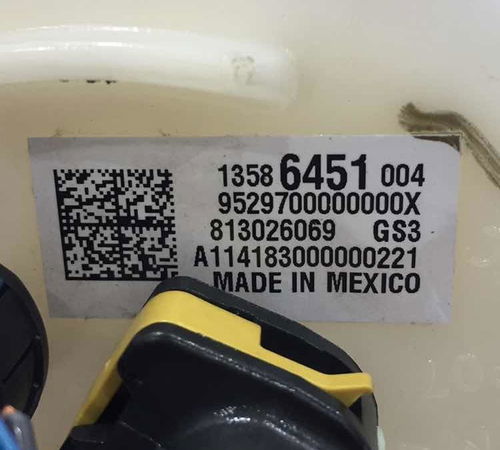 1358 6451 004
9529700000000X
813026069 GS3
A114183000000221
MADE IN MEXICO